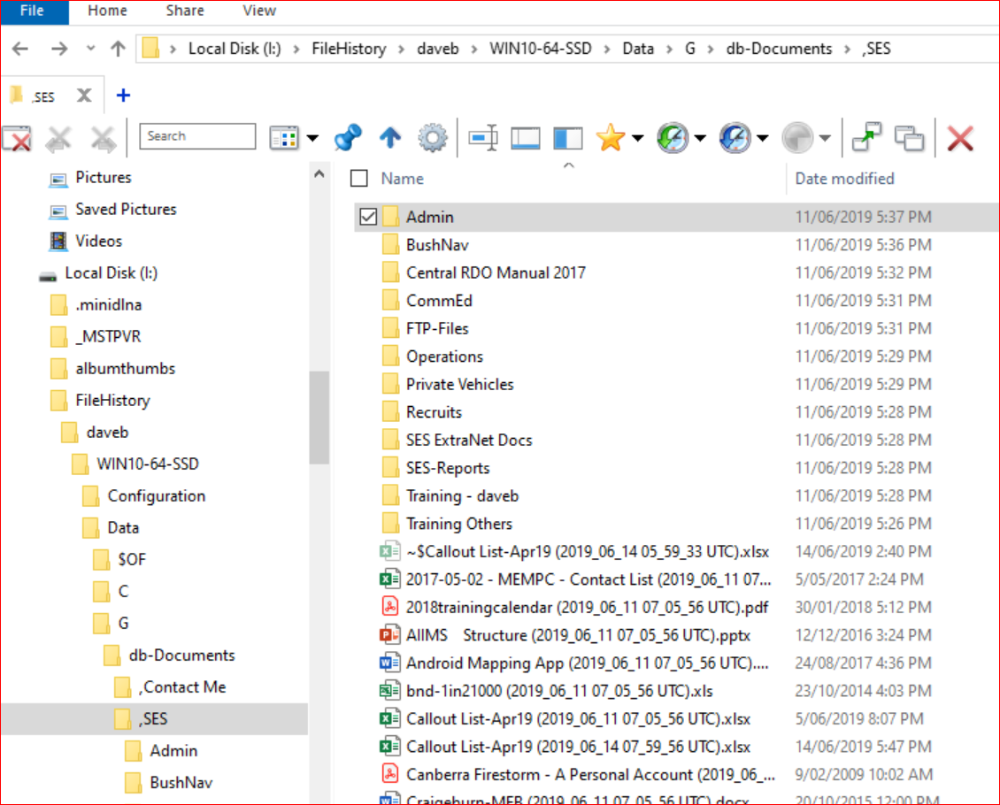 File Home Share View
Local Disk (I:) FileHistory daveb WIN10-64-SSD Data G db-Documents ,SES
,SES
Search
Pictures
Saved Pictures
Videos
Local Disk (I:)
.minidlna
_MSTPVR
albumthumbs
FileHistory
daveb
WIN10-64-SSD
Configuration
Data
$OF
C
G
db-Documents
,Contact Me
,SES
Admin
BushNav
Name Date modified
Admin 11/06/2019 5:37 PM
BushNav 11/06/2019 5:36 PM
Central RDO Manual 2017 11/06/2019 5:32 PM
CommEd 11/06/2019 5:31 PM
FTP-Files 11/06/2019 5:31 PM
Operations 11/06/2019 5:29 PM
Private Vehicles 11/06/2019 5:29 PM
Recruits 11/06/2019 5:28 PM
SES ExtraNet Docs 11/06/2019 5:28 PM
SES-Reports 11/06/2019 5:28 PM
Training - daveb 11/06/2019 5:28 PM
Training Others 11/06/2019 5:26 PM
~$Callout List-Apr19 (2019_06_14 05_59_33 UTC).xlsx 14/06/2019 2:40 PM
2017-05-02 - MEMPC - Contact List (2019_06_11 07... 5/05/2017 2:24 PM
2018trainingcalendar (2019_06_11 07_05_56 UTC).pdf 30/01/2018 5:12 PM
AIIMS Structure (2019_06_11 07_05_56 UTC).pptx 12/12/2016 3:24 PM
Android Mapping App (2019_06_11 07_05_56 UTC).... 24/08/2017 4:36 PM
bnd-1in21000 (2019_06_11 07_05_56 UTC).xls 23/10/2014 4:03 PM
Callout List-Apr19 (2019_06_11 07_05_56 UTC).xlsx 5/06/2019 8:07 PM
Callout List-Apr19 (2019_06_14 07_59_56 UTC).xlsx 14/06/2019 5:47 PM
Canberra Firestorm - A Personal Account (2019_06_... 9/02/2009 10:02 AM
Craigeburn-MFB (2019_06_11 07_05_56 UTC).docx 20/10/2015 12:00 PM